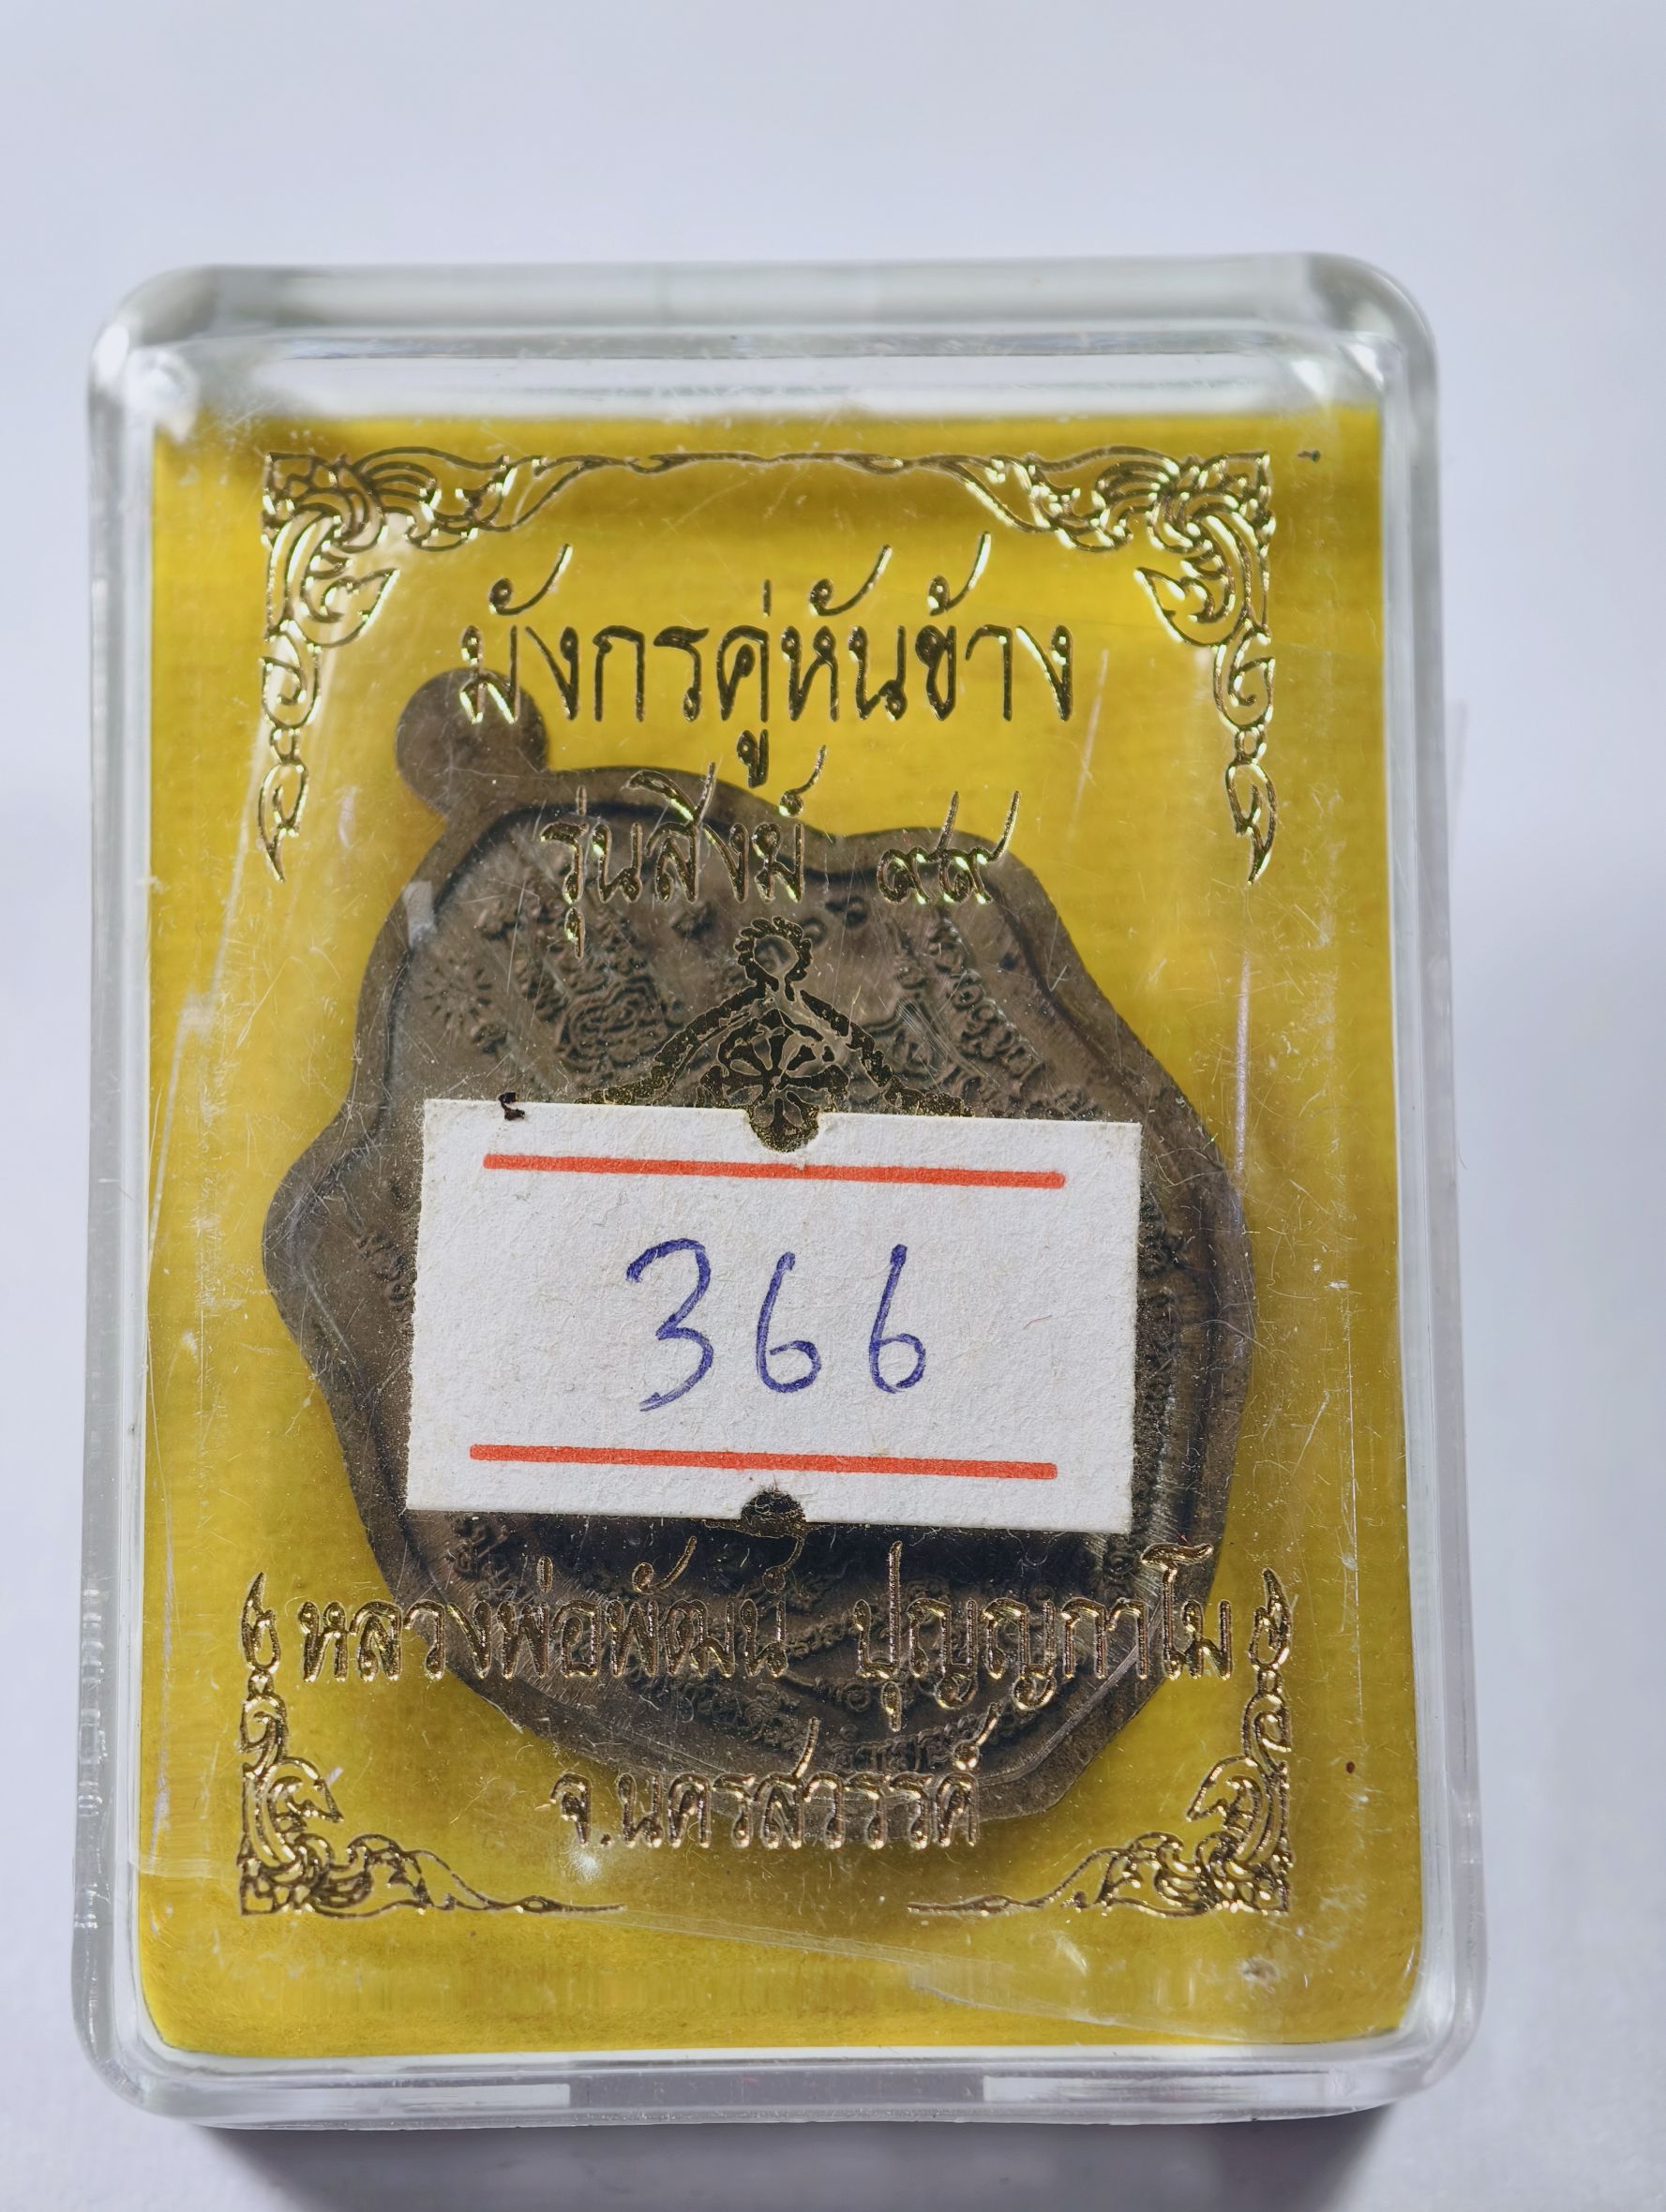 มังกรคู่หันข้าง
รุ่นสิงม์ ๙๙
366
หลวงพ่อพัฒน์ ปุญญกาโม
จ.นครสวรรค์